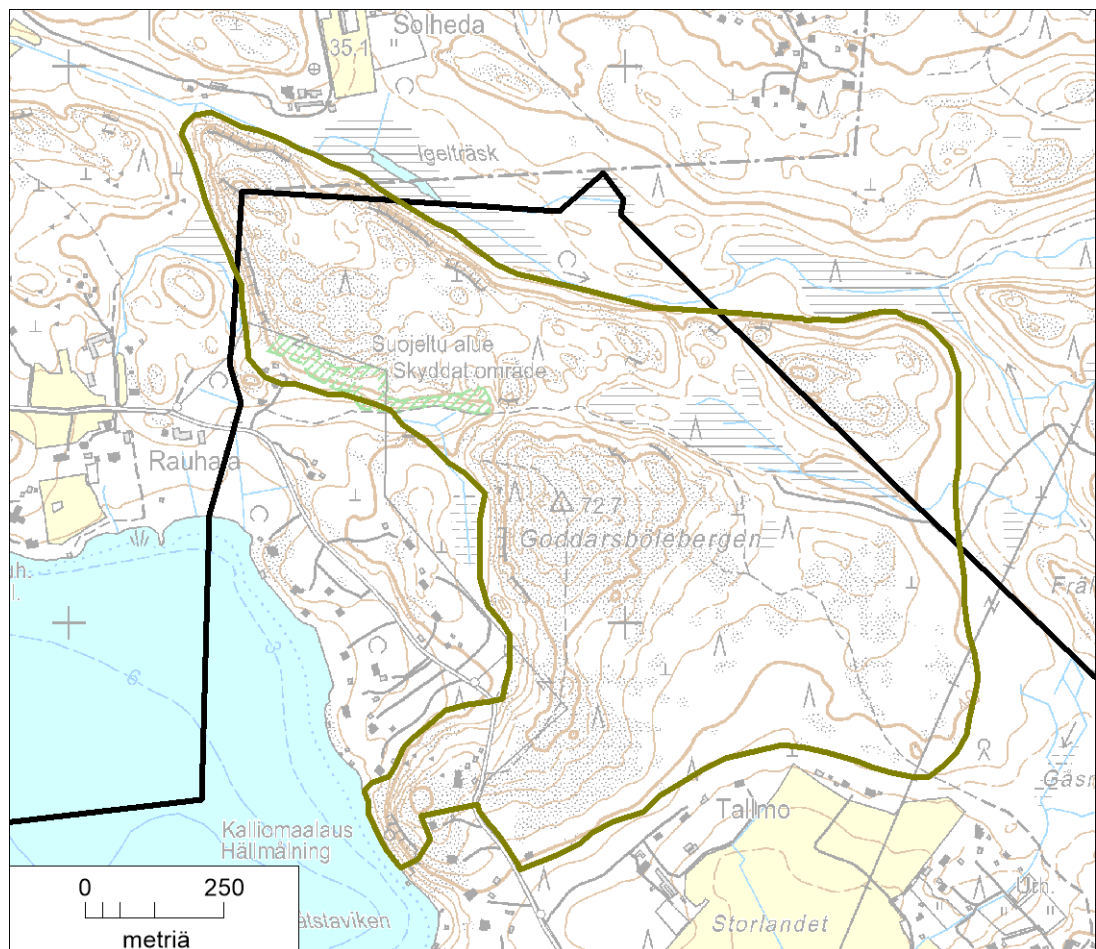 Solheda
35,1
Igelträsk
Suojeltu alue
Skyddat område
Rauhala
72,7
Goddarsbölebergen
3
6
Tallmo
Kalliomaalaus
Hällmålning
Storlandet
0 250
metriä